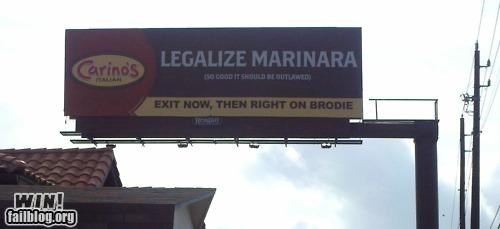 Carino's
ITALIAN
LEGALIZE MARINARA
(SO GOOD IT SHOULD BE OUTLAWED)
EXIT NOW, THEN RIGHT ON BRODIE
WIN!
failblog.org